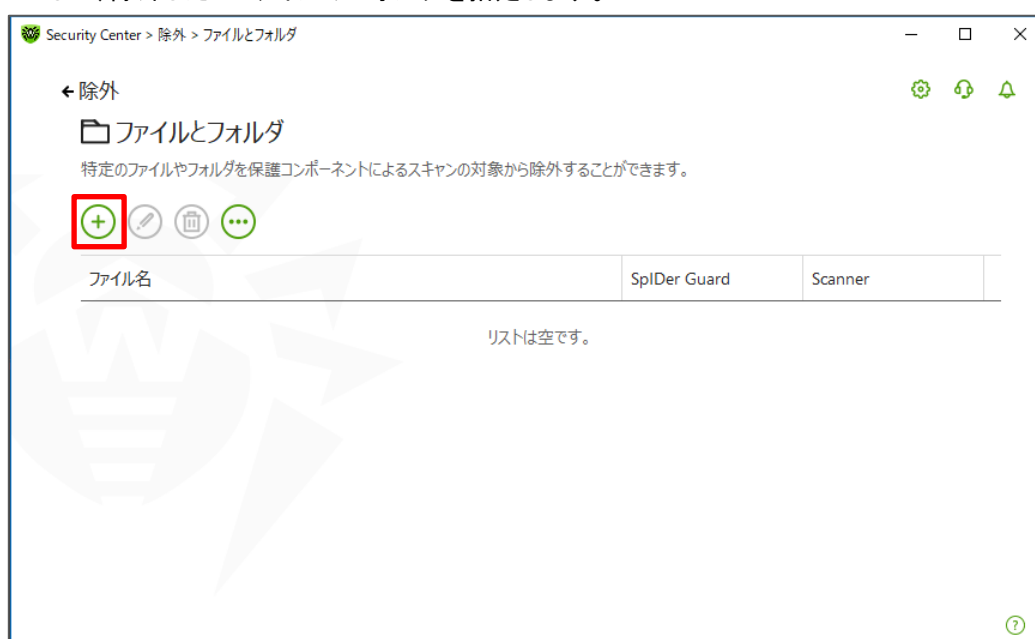 Security Center > 除外 > ファイルとフォルダ
除外
ファイルとフォルダ
特定のファイルやフォルダを保護コンポーネントによるスキャンの対象から除外することができます。
ファイル名 SpIDer Guard Scanner
リストは空です。